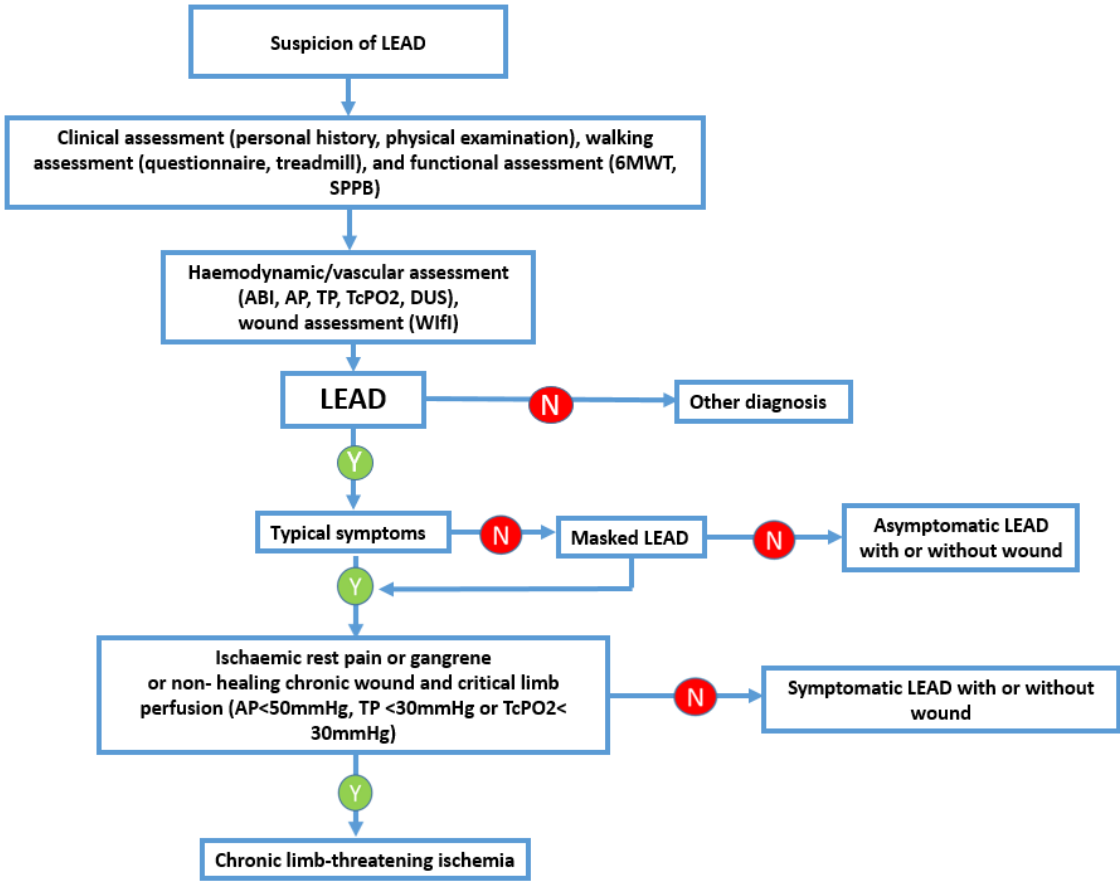 Suspicion of LEAD
Clinical assessment (personal history, physical examination), walking
assessment (questionnaire, treadmill), and functional assessment (6MWT,
SPPB)
Haemodynamic/vascular assessment
(ABI, AP, TP, TcPO2, DUS),
wound assessment (WIfI)
LEAD
N
Other diagnosis
Y
Typical symptoms
N
Masked LEAD
N
Asymptomatic LEAD
with or without wound
Y
Ischaemic rest pain or gangrene
or non- healing chronic wound and critical limb
perfusion (AP<50mmHg, TP <30mmHg or TcPO2<
30mmHg)
N
Symptomatic LEAD with or without
wound
Y
Chronic limb-threatening ischemia